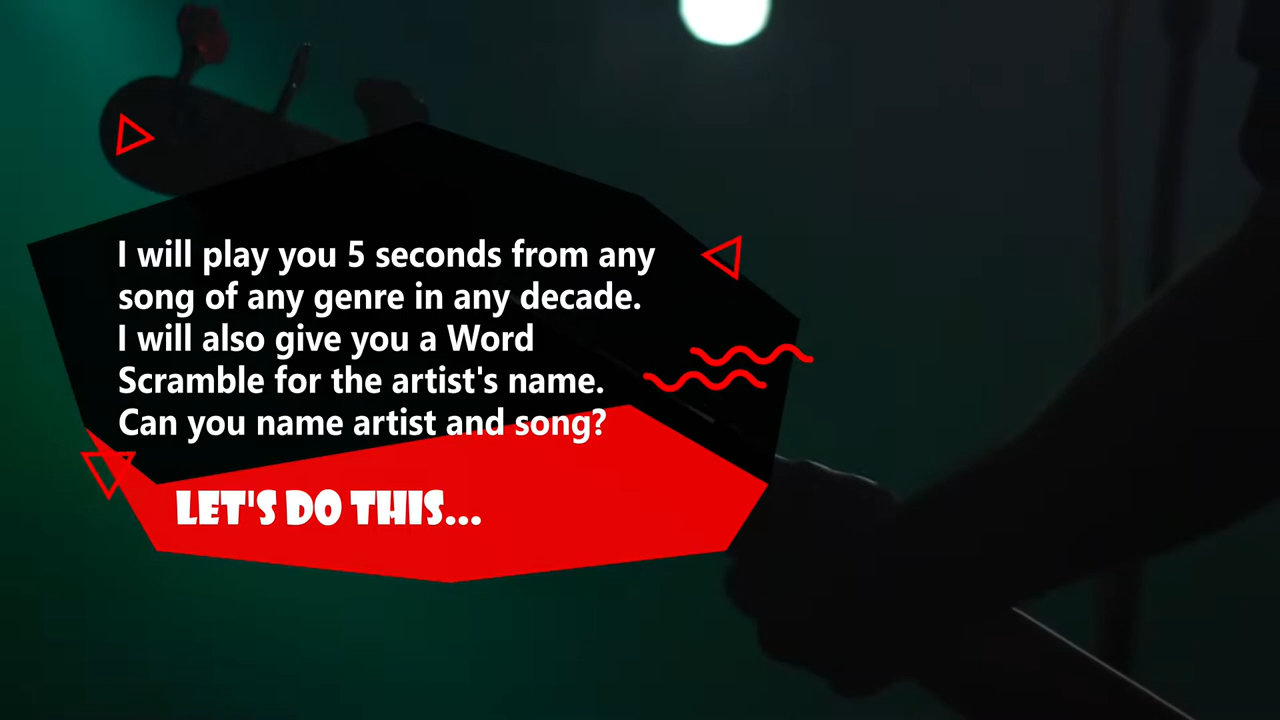 I will play you 5 seconds from any
song of any genre in any decade.
I will also give you a Word
Scramble for the artist's name.
Can you name artist and song?
LET'S DO THIS...